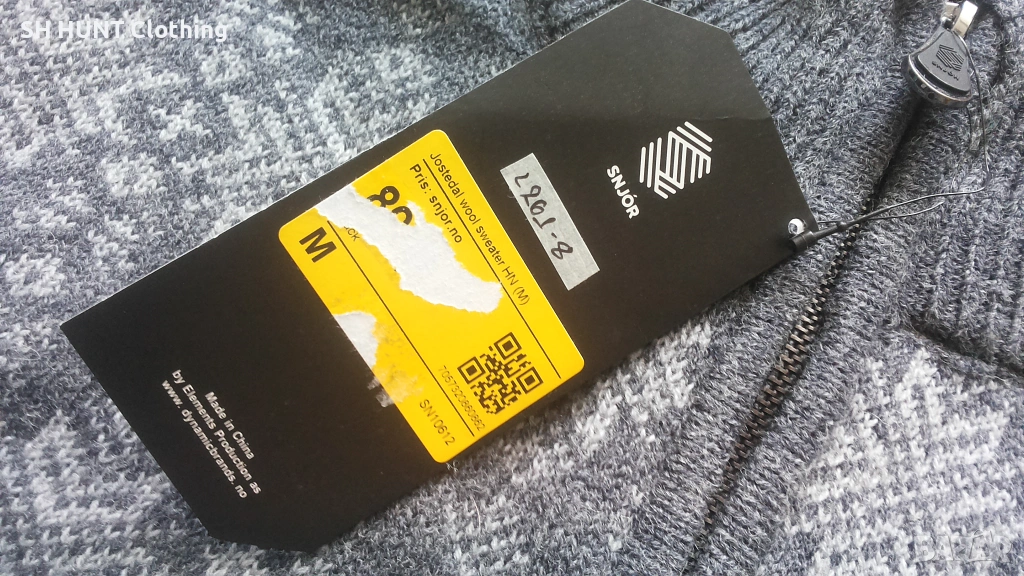 SH HUNT Clothing
SNJÓR
L261-8
Jostedal wool sweater HN (M)
Pris: snjor.no
M
SN10612
Made in China
by Elements Production as
www.dynamicbrands.no